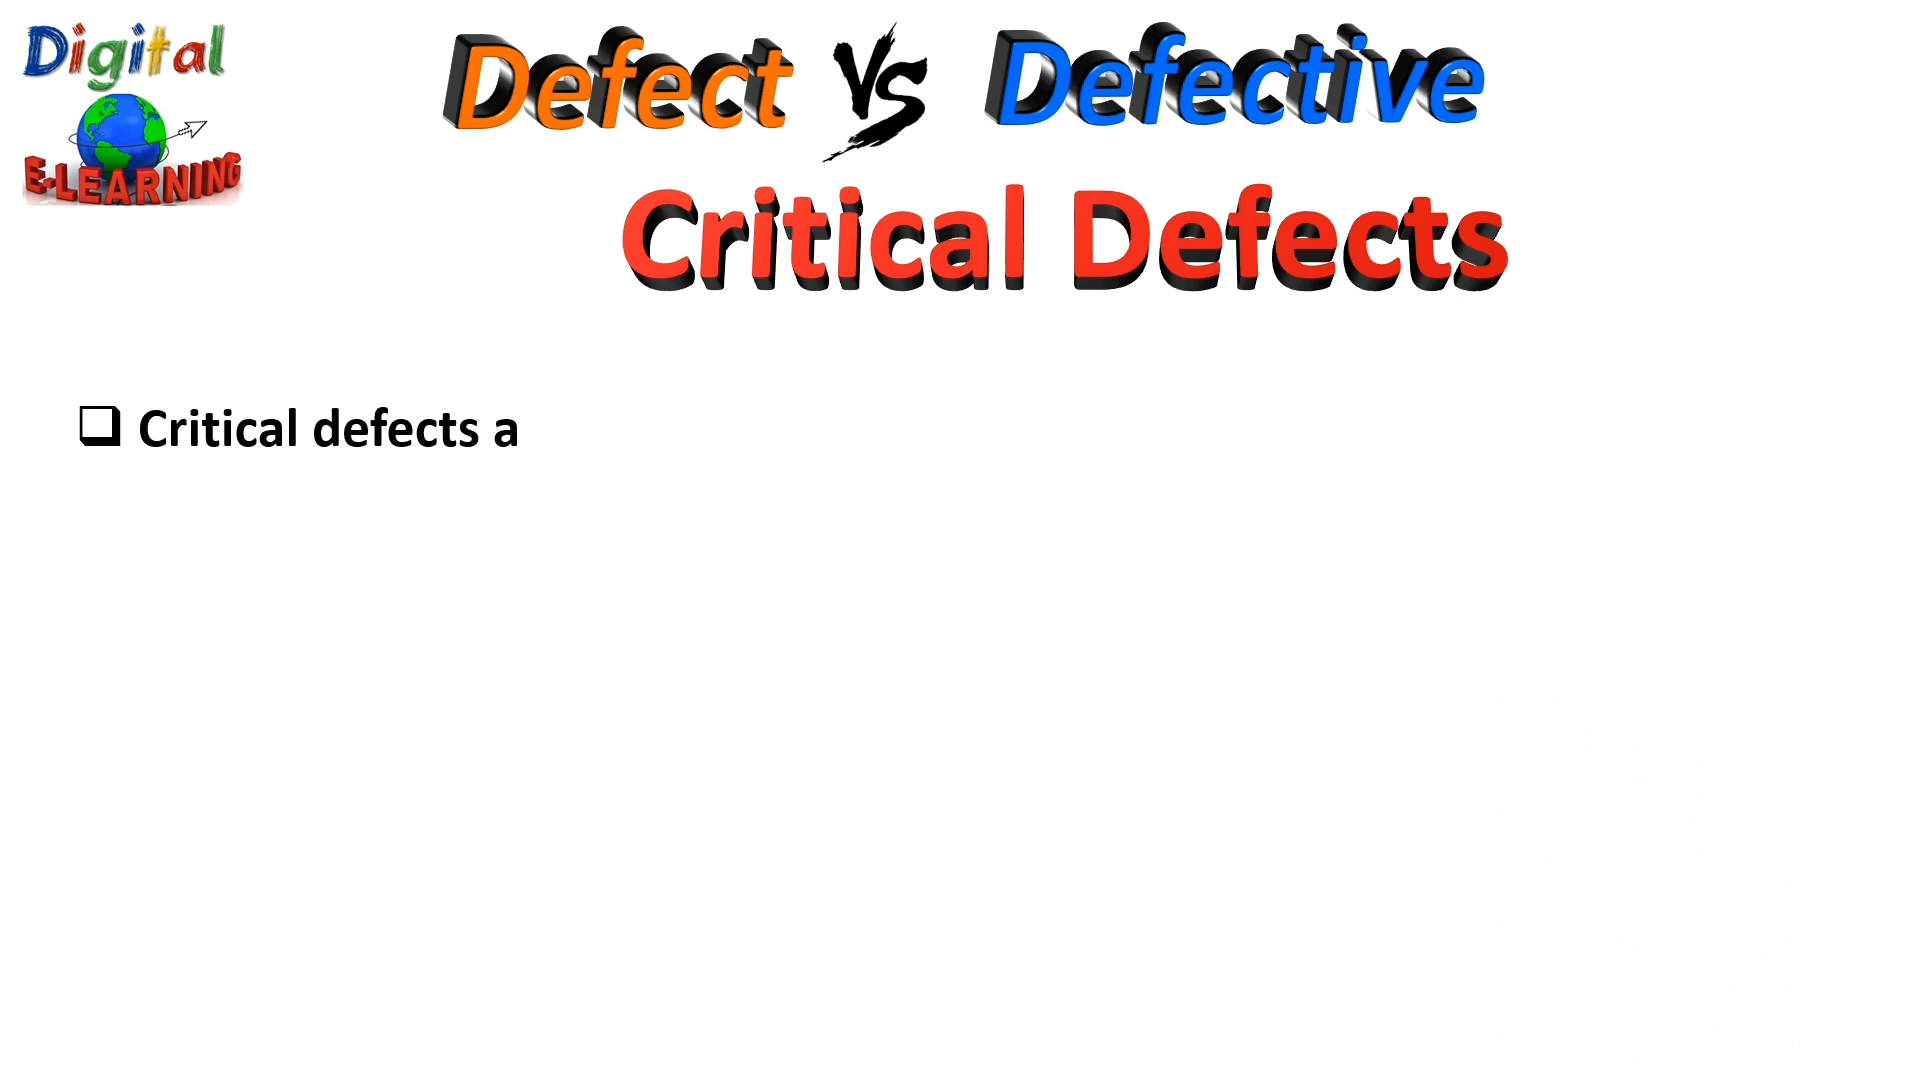 Digital
E-LEARNING
Defect VS Defective
Critical Defects
❑ Critical defects a